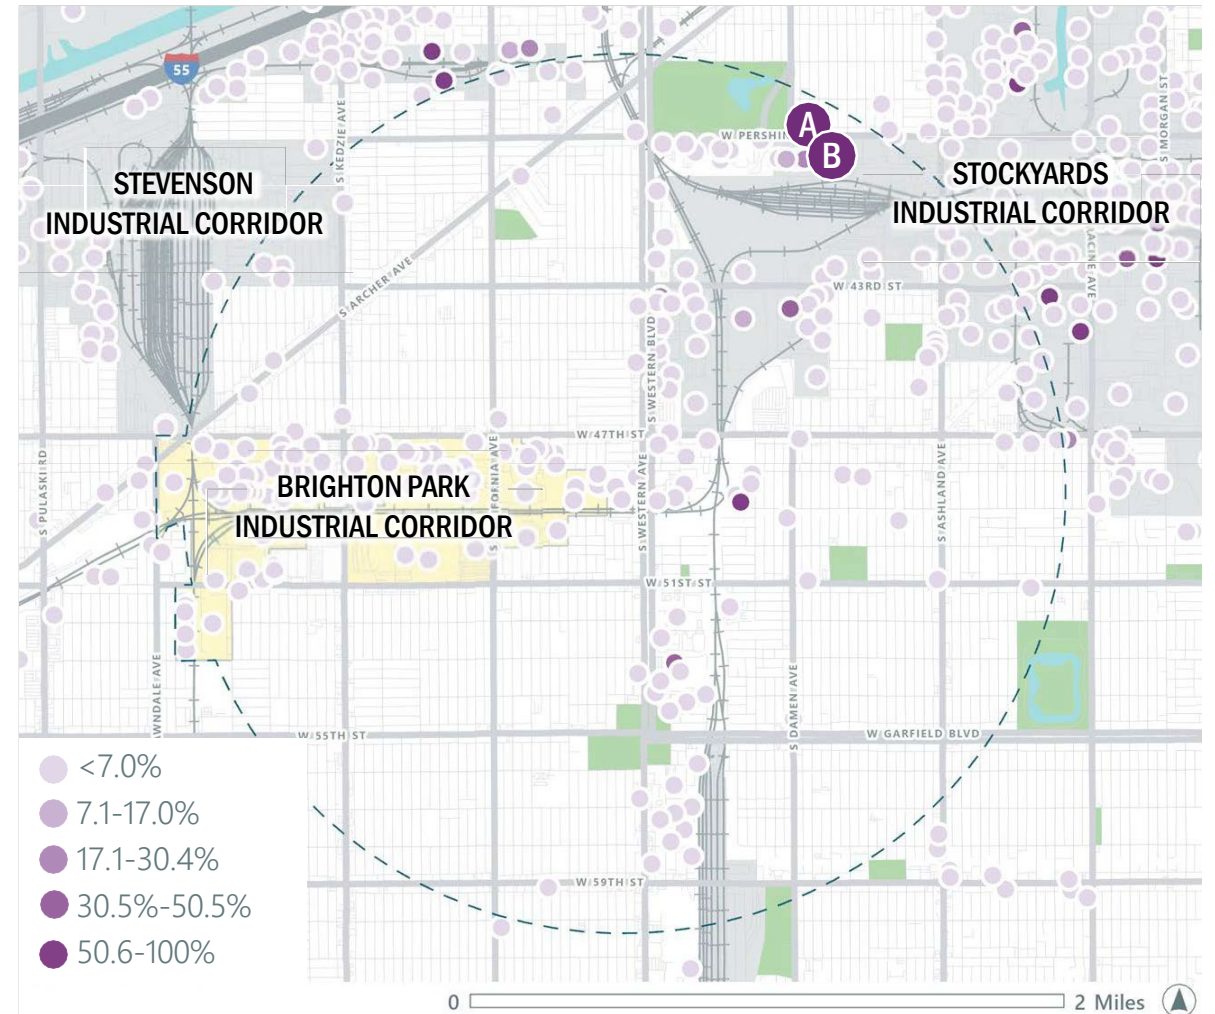 55
S KEDZIE AVE
S MORGAN ST
A
W PERSHIN
B
STEVENSON
INDUSTRIAL CORRIDOR
STOCKYARDS
INDUSTRIAL CORRIDOR
S ARCHER AVE
W 43RD ST
ACINE AVE
S WESTERN BLVD
W 47TH ST
S PULASKI RD
BRIGHTON PARK
INDUSTRIAL CORRIDOR
S
IFORNIA AVE
S WESTERN AVE
S ASHLAND AVE
W 51ST ST
WNDALE AVE
S DAMEN AVE
W 55TH ST
W GARFIELD BLVD
<7.0%
7.1-17.0%
17.1-30.4%
30.5%-50.5%
50.6-100%
W 59TH ST
0
2 Miles